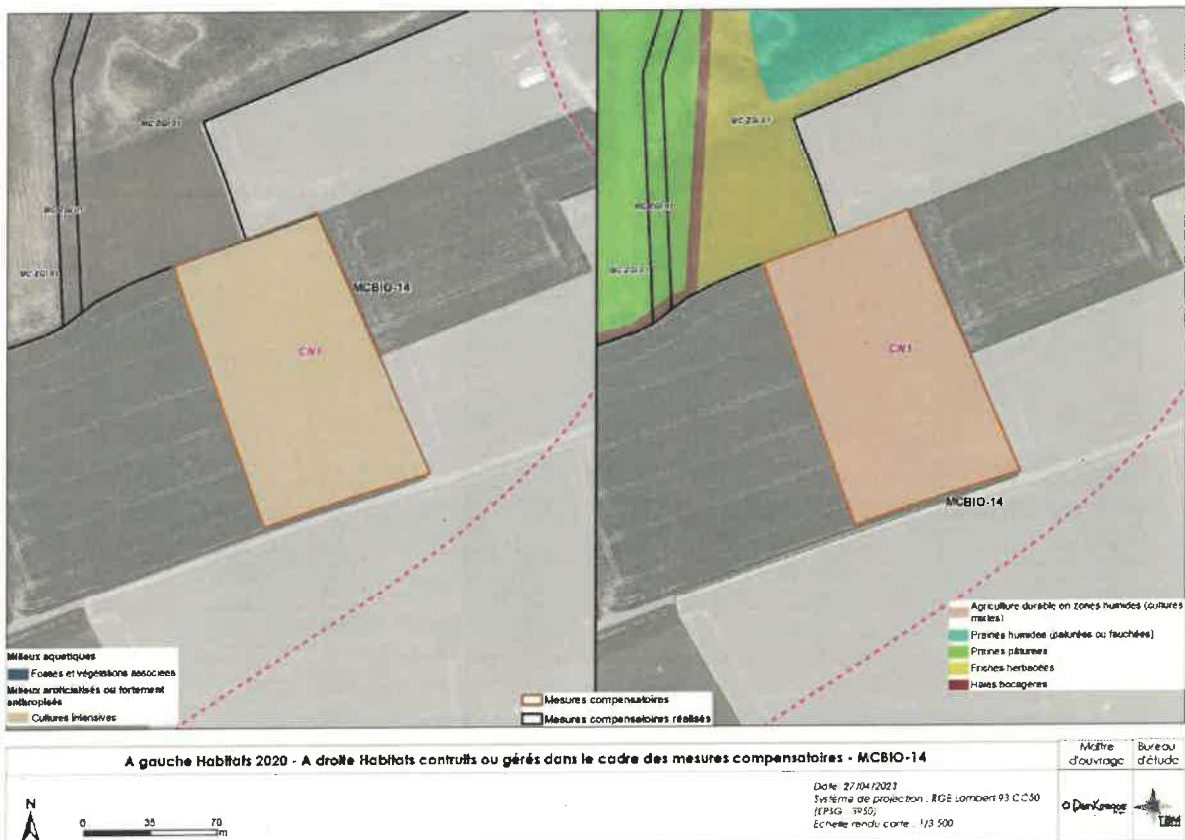 MCBIO-14
CN1
Milieux aquatiques
Fossés et végétations associées
Milieux artificialisés ou fortement
anthropisés
Cultures intensives
Mesures compensatoires
Mesures compensatoires réalisés
CN1
MCBIO-14
Agriculture durable en zones humides (cultures
mixtes)
Prairies humides (pâturées ou fauchées)
Prairies pâturées
Friches herbacées
Haies bocagères
A gauche Habitats 2020 - A droite Habitats contruits ou gérés dans le cadre des mesures compensatoires - MCBIO-14
Maître
d'ouvrage
Bureau
d'étude
N
0 35 70
m
Date: 27/04/2023
Système de projection : RGF Lambert 93 CC50
(EPSG : 3950)
Echelle rendu carte : 1/3 500